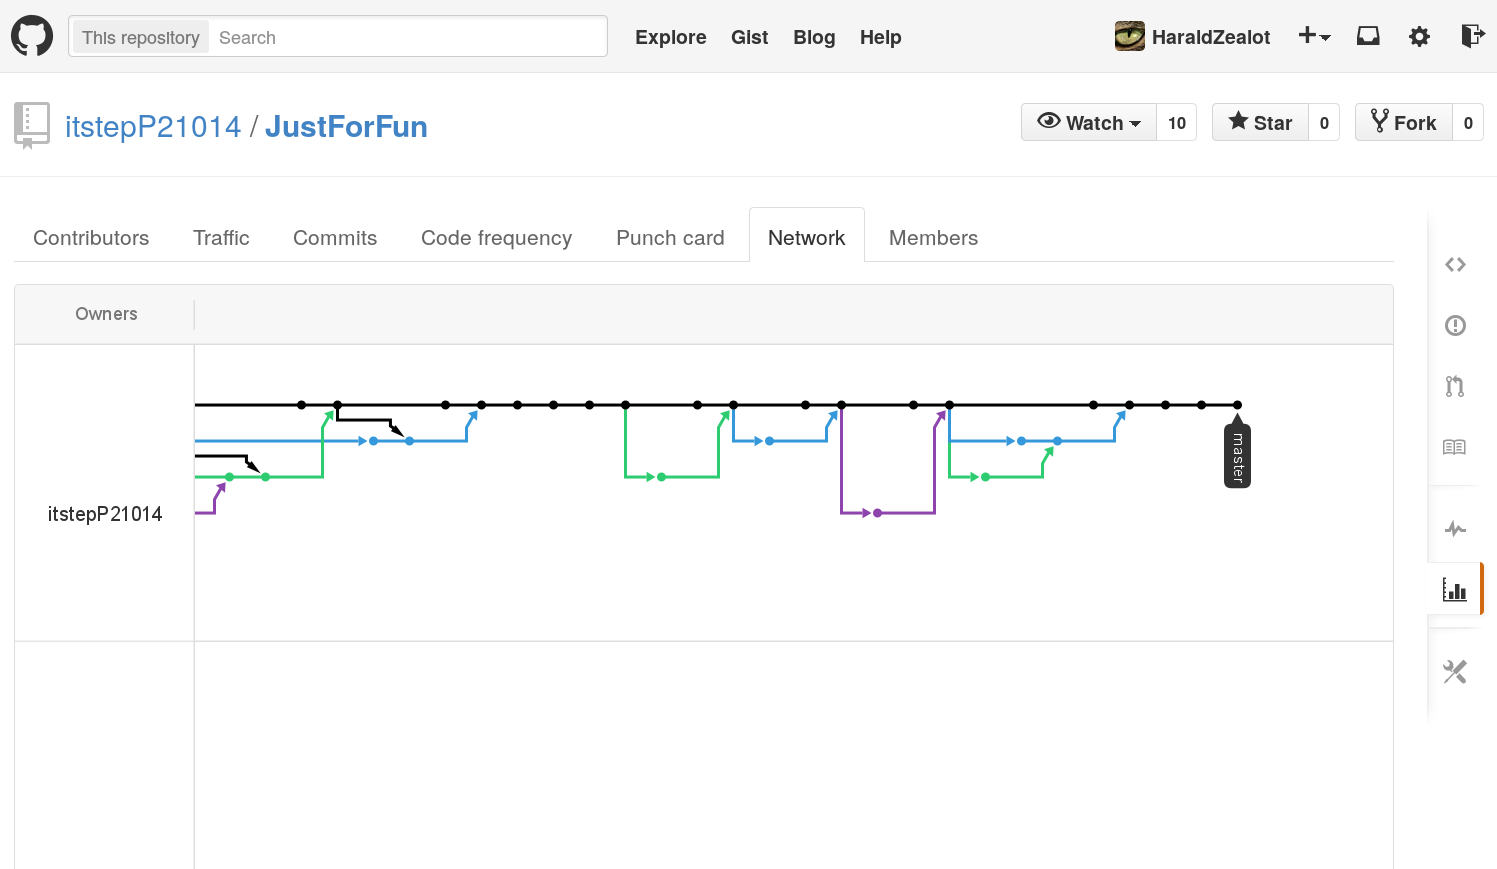 This repository Search Explore Gist Blog Help HaraldZealot
itstepP21014 / JustForFun Watch 10 Star 0 Fork 0
Contributors Traffic Commits Code frequency Punch card Network Members
Owners
master
itstepP21014